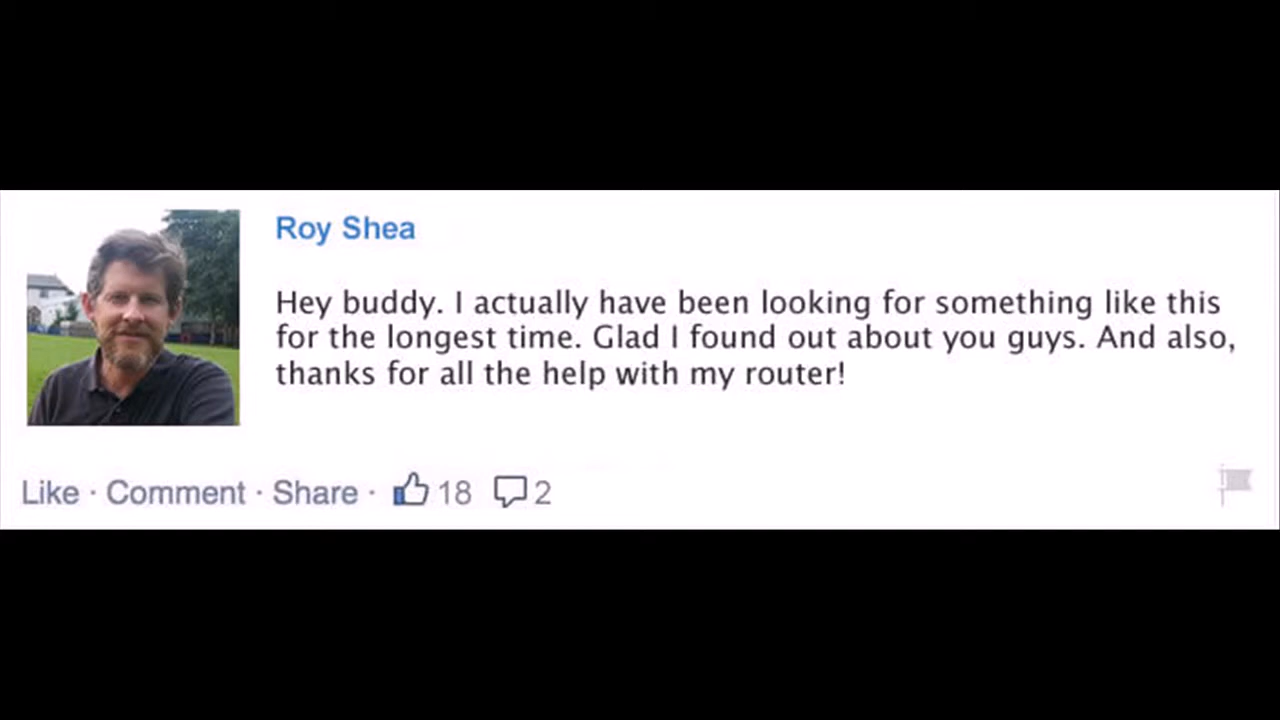 Roy Shea
Hey buddy. I actually have been looking for something like this
for the longest time. Glad I found out about you guys. And also,
thanks for all the help with my router!
Like · Comment · Share · 18 2